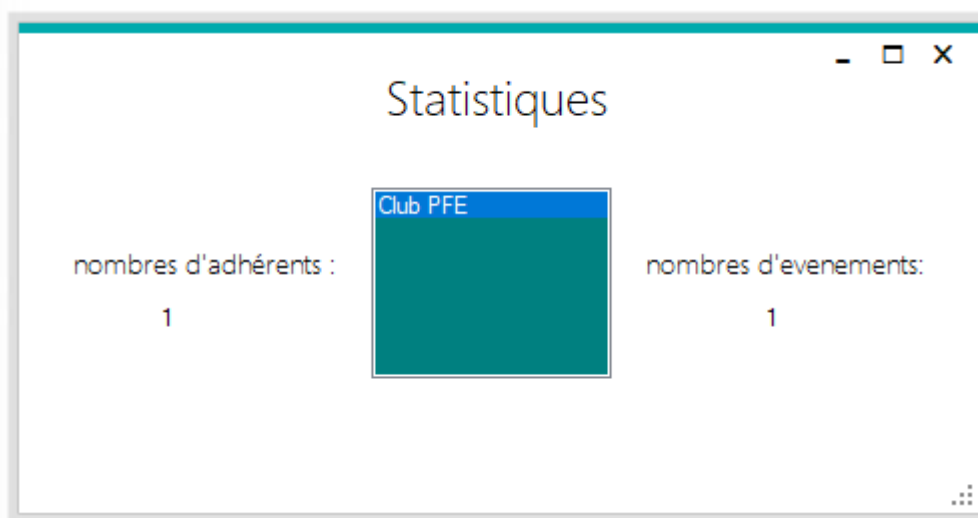 Statistiques
Club PFE
nombres d'adhérents :
1
nombres d'evenements:
1